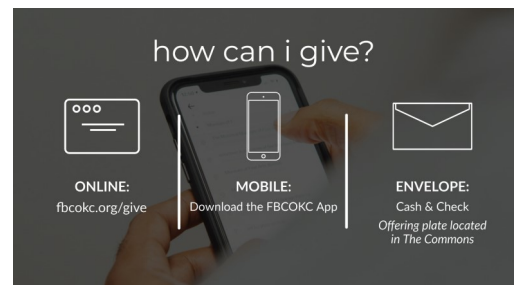 how can i give?
ONLINE:
fbcokc.org/give
MOBILE:
Download the FBCOKC App
ENVELOPE:
Cash & Check
Offering plate located
in The Commons